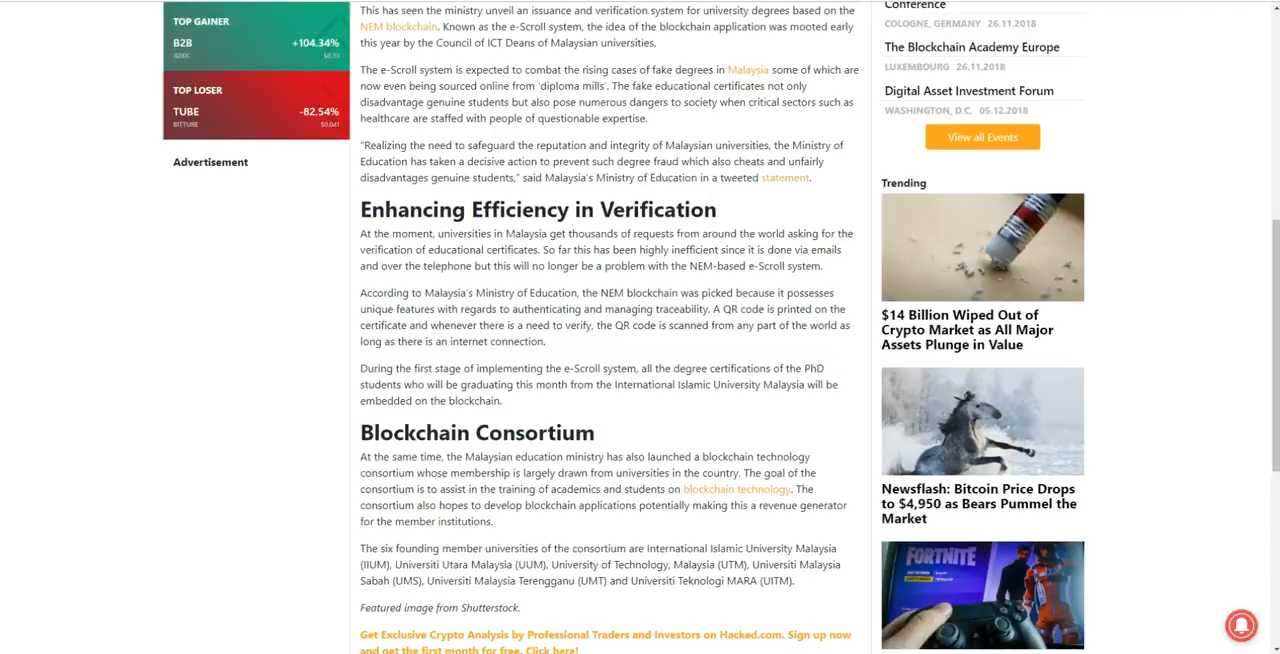 TOP GAINER
B2B +104.34%
B2BX $0.93
TOP LOSER
TUBE -82.54%
BITTUBE $0.041
Advertisement
This has seen the ministry unveil an issuance and verification system for university degrees based on the
NEM blockchain. Known as the e-Scroll system, the idea of the blockchain application was mooted early
this year by the Council of ICT Deans of Malaysian universities.
The e-Scroll system is expected to combat the rising cases of fake degrees in Malaysia some of which are
now even being sourced online from ‘diploma mills’. The fake educational certificates not only
disadvantage genuine students but also pose numerous dangers to society when critical sectors such as
healthcare are staffed with people of questionable expertise.
“Realizing the need to safeguard the reputation and integrity of Malaysian universities, the Ministry of
Education has taken a decisive action to prevent such degree fraud which also cheats and unfairly
disadvantages genuine students,” said Malaysia’s Ministry of Education in a tweeted statement.
Enhancing Efficiency in Verification
At the moment, universities in Malaysia get thousands of requests from around the world asking for the
verification of educational certificates. So far this has been highly inefficient since it is done via emails
and over the telephone but this will no longer be a problem with the NEM-based e-Scroll system.
According to Malaysia’s Ministry of Education, the NEM blockchain was picked because it possesses
unique features with regards to authenticating and managing traceability. A QR code is printed on the
certificate and whenever there is a need to verify, the QR code is scanned from any part of the world as
long as there is an internet connection.
During the first stage of implementing the e-Scroll system, all the degree certifications of the PhD
students who will be graduating this month from the International Islamic University Malaysia will be
embedded on the blockchain.
Blockchain Consortium
At the same time, the Malaysian education ministry has also launched a blockchain technology
consortium whose membership is largely drawn from universities in the country. The goal of the
consortium is to assist in the training of academics and students on blockchain technology. The
consortium also hopes to develop blockchain applications potentially making this a revenue generator
for the member institutions.
The six founding member universities of the consortium are International Islamic University Malaysia
(IIUM), Universiti Utara Malaysia (UUM), University of Technology, Malaysia (UTM), Universiti Malaysia
Sabah (UMS), Universiti Malaysia Terengganu (UMT) and Universiti Teknologi MARA (UITM).
Featured image from Shutterstock.
Get Exclusive Crypto Analysis by Professional Traders and Investors on Hacked.com. Sign up now
and get the first month for free. Click here!
Conference
COLOGNE, GERMANY 26.11.2018
The Blockchain Academy Europe
LUXEMBOURG 26.11.2018
Digital Asset Investment Forum
WASHINGTON, D.C. 05.12.2018
View all Events
Trending
$14 Billion Wiped Out of
Crypto Market as All Major
Assets Plunge in Value
Newsflash: Bitcoin Price Drops
to $4,950 as Bears Pummel the
Market
FORTNITE